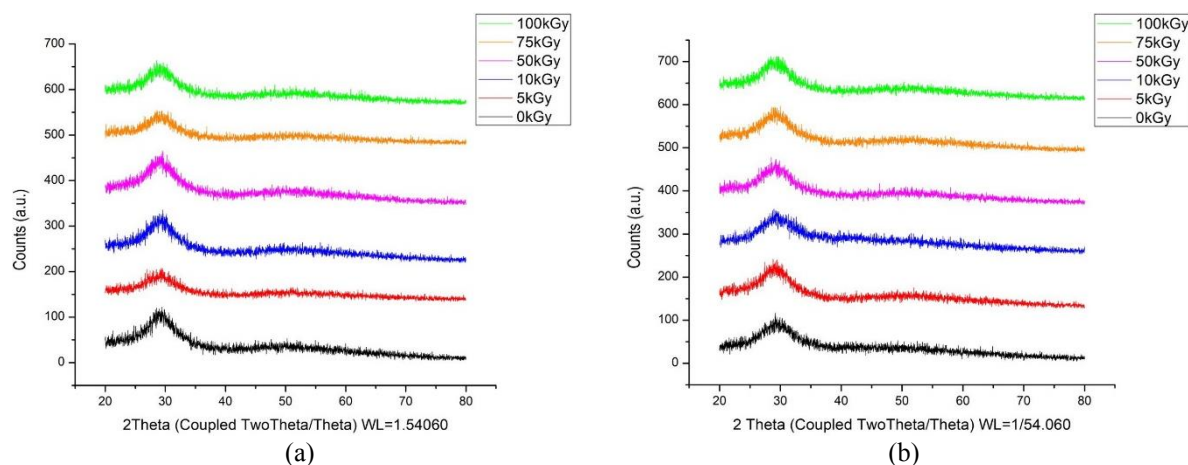 100kGy
75kGy
50kGy
10kGy
5kGy
0kGy
700
600
500
400
300
200
100
0
Counts (a.u.)
20 30 40 50 60 70 80
2Theta (Coupled TwoTheta/Theta) WL=1.54060
(a)
100kGy
75kGy
50kGy
10kGy
5kGy
0kGy
700
600
500
400
300
200
100
0
Counts (a.u.)
20 30 40 50 60 70 80
2 Theta (Coupled TwoTheta/Theta) WL=1/54.060
(b)